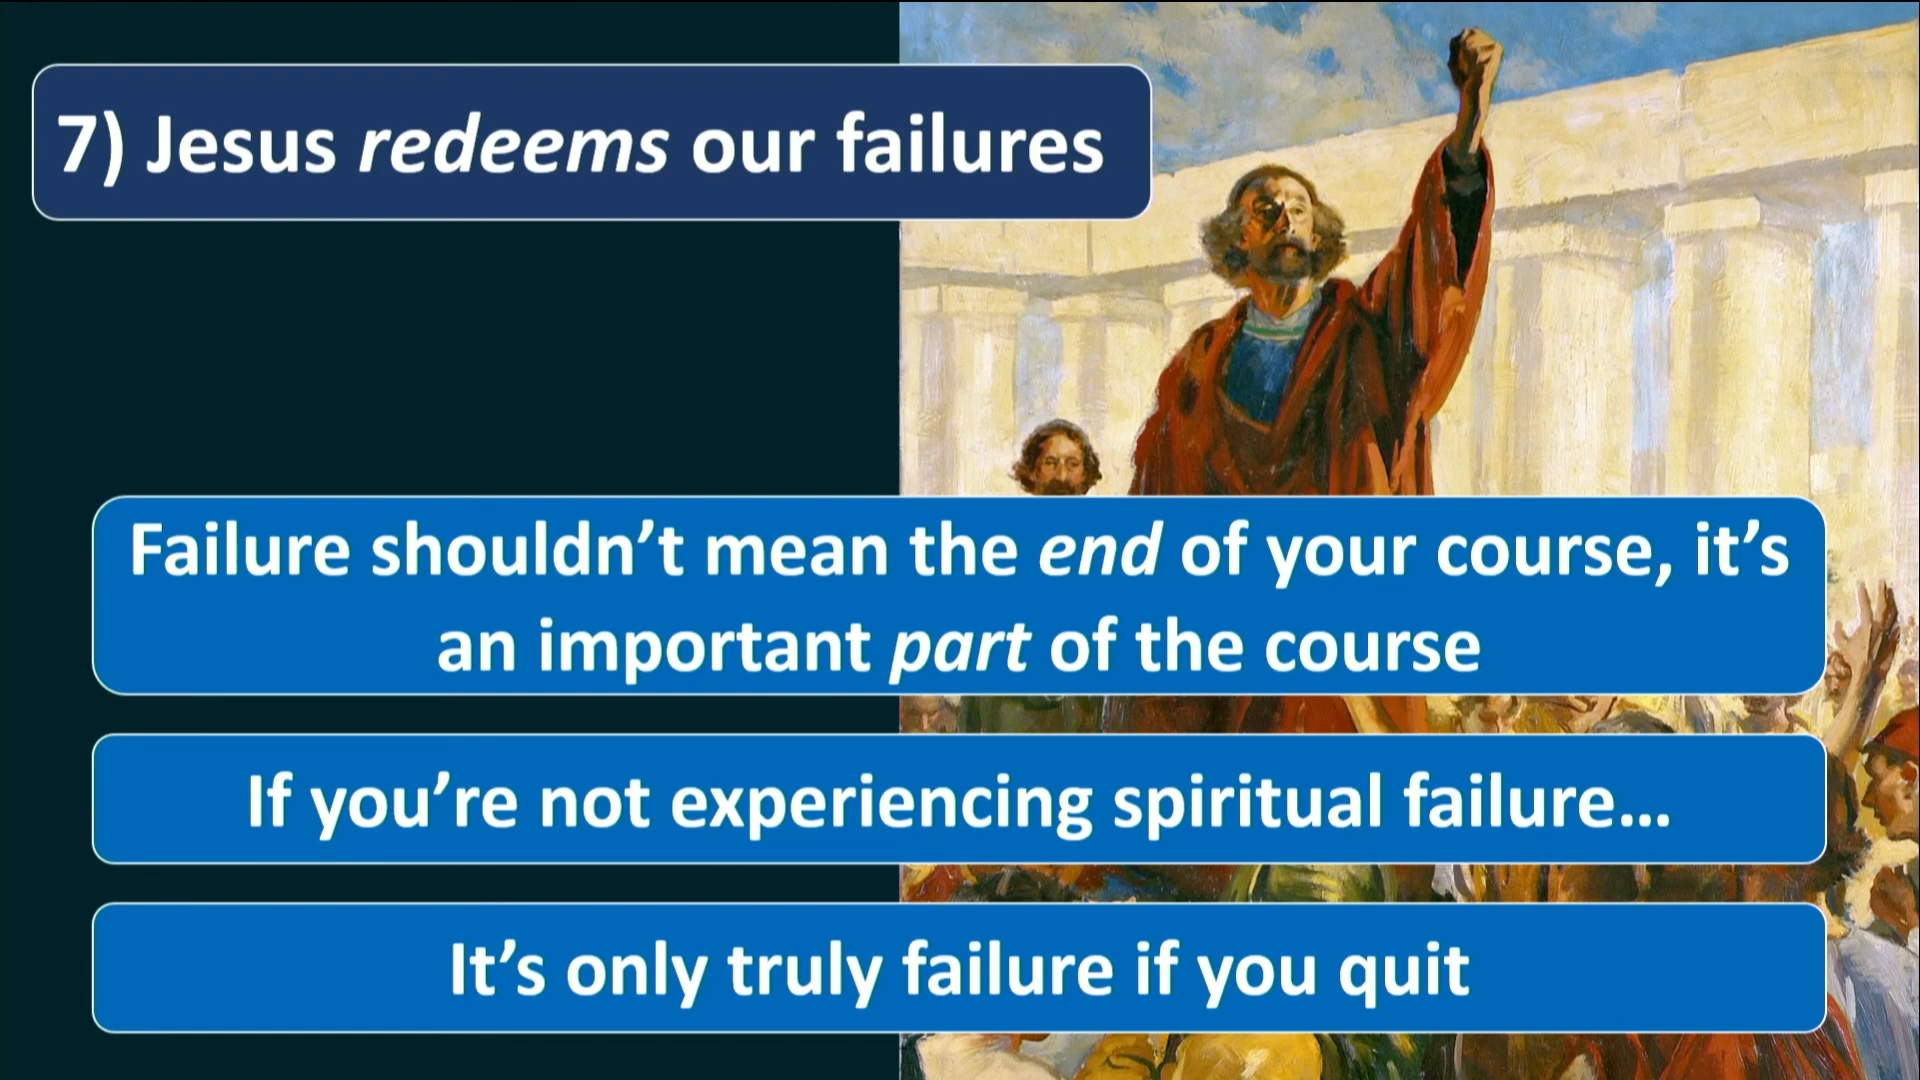 7) Jesus redeems our failures
Failure shouldn’t mean the end of your course, it’s
an important part of the course
If you’re not experiencing spiritual failure…
It’s only truly failure if you quit